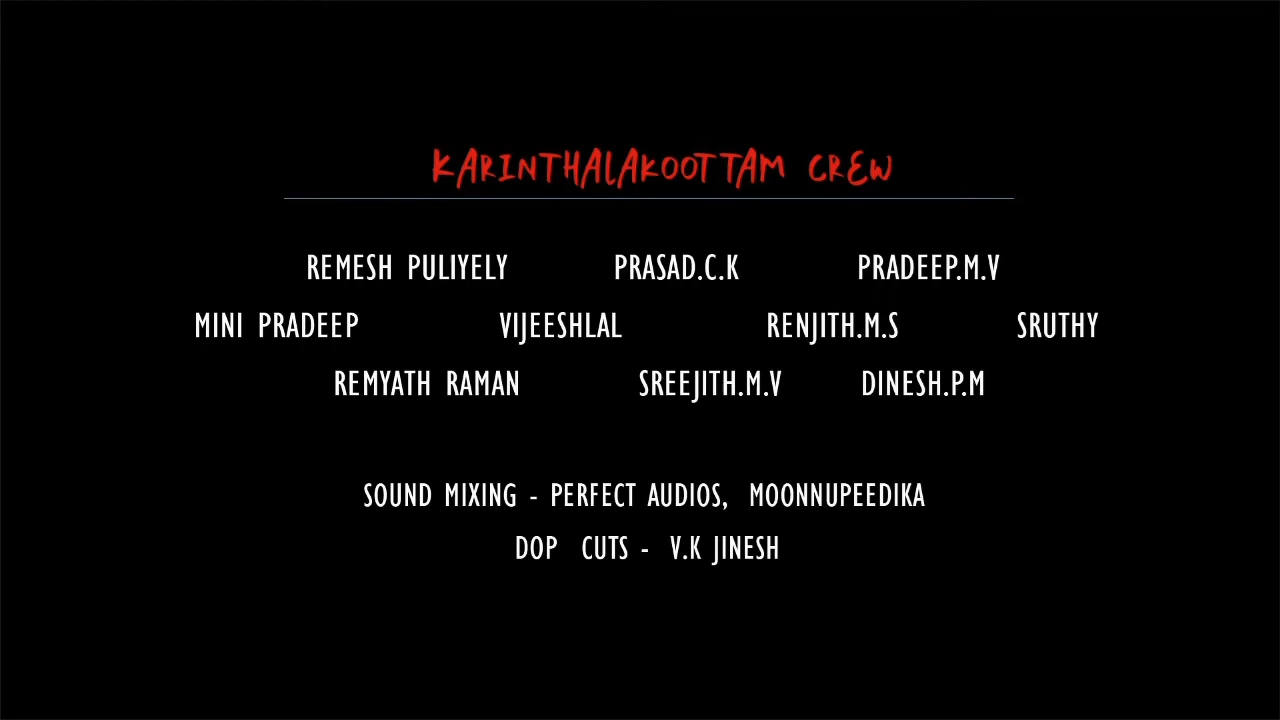 KARINTHALAKOOTTAM CREW
REMESH PULIYELY PRASAD.C.K PRADEEP.M.V
MINI PRADEEP VIJEESHLAL RENJITH.M.S SRUTHY
REMYATH RAMAN SREEJITH.M.V DINESH.P.M
SOUND MIXING - PERFECT AUDIOS, MOONNUPEEDIKA
DOP CUTS - V.K JINESH